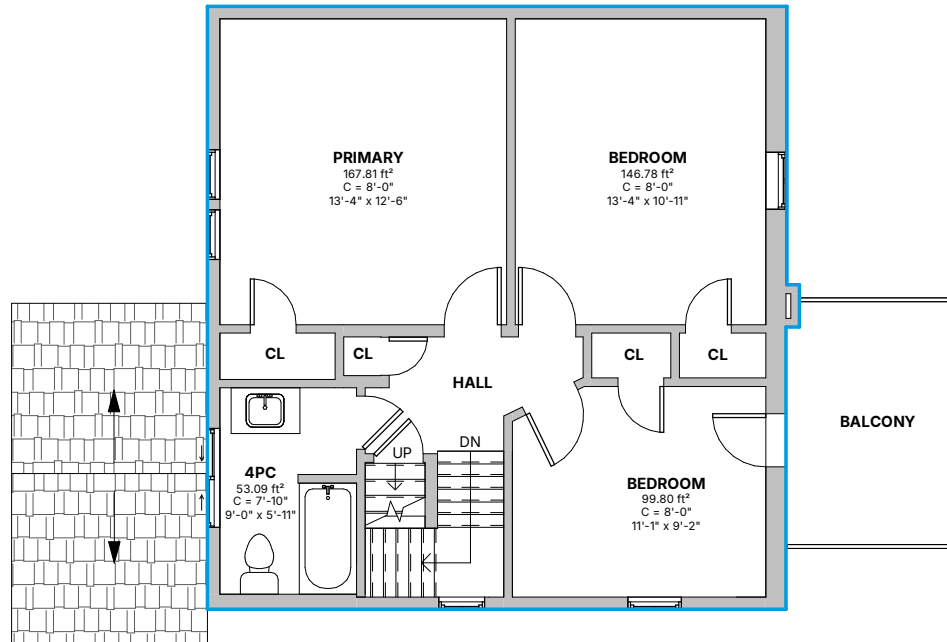 PRIMARY
167.81 ft²
C = 8'-0"
13'-4" x 12'-6"
BEDROOM
146.78 ft²
C = 8'-0"
13'-4" x 10'-11"
CL
CL
CL
CL
HALL
BALCONY
UP
DN
4PC
53.09 ft²
C = 7'-10"
9'-0" x 5'-11"
BEDROOM
99.80 ft²
C = 8'-0"
11'-1" x 9'-2"